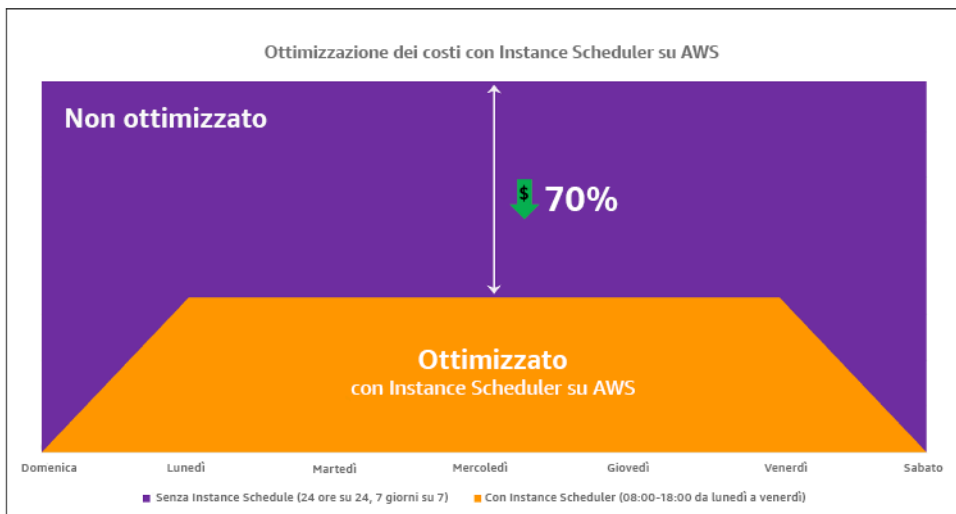 Ottimizzazione dei costi con Instance Scheduler su AWS
Non ottimizzato
$ 70%
Ottimizzato
con Instance Scheduler su AWS
Domenica Lunedì Martedì Mercoledì Giovedì Venerdì Sabato
Senza Instance Schedule (24 ore su 24, 7 giorni su 7) Con Instance Scheduler (08:00-18:00 da lunedì a venerdì)